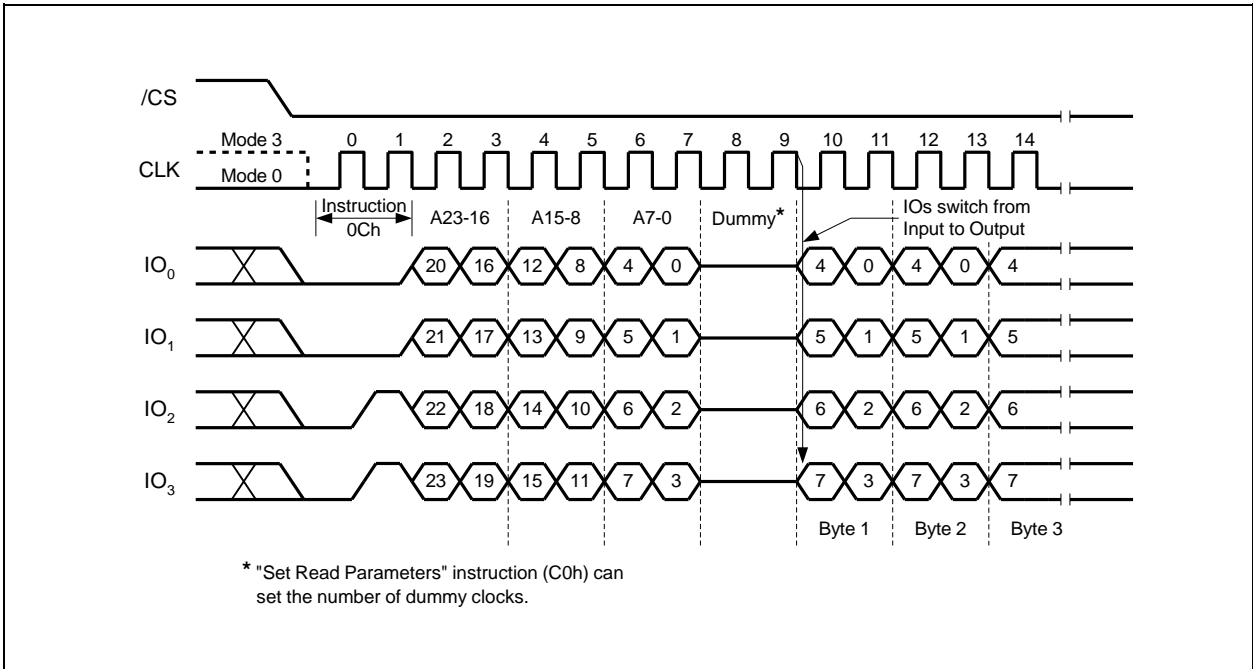 /CS
Mode 3 0 1 2 3 4 5 6 7 8 9 10 11 12 13 14
CLK
Mode 0
Instruction
0Ch
A23-16 A15-8 A7-0 Dummy*
IOs switch from
Input to Output
IO0 20 16 12 8 4 0 4 0 4 0 4
IO1 21 17 13 9 5 1 5 1 5 1 5
IO2 22 18 14 10 6 2 6 2 6 2 6
IO3 23 19 15 11 7 3 7 3 7 3 7
Byte 1 Byte 2 Byte 3
* "Set Read Parameters" instruction (C0h) can
set the number of dummy clocks.